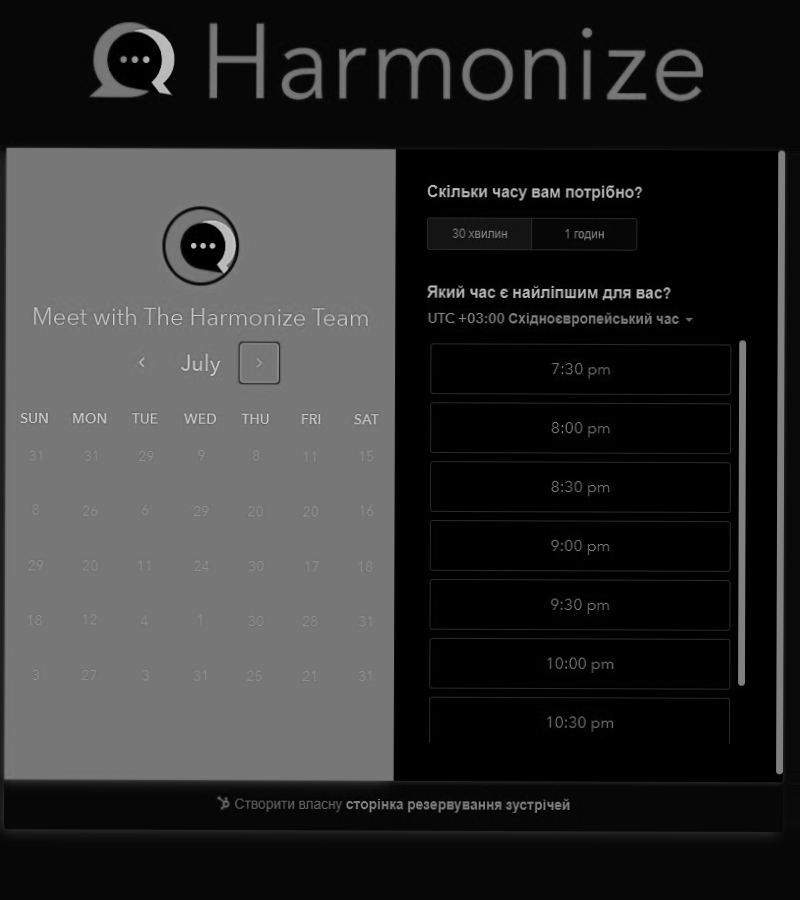 Harmonize
Meet with The Harmonize Team
July
SUN MON TUE WED THU FRI SAT
31 31 29 9 8 11 15
8 26 6 29 20 20 16
29 20 11 24 30 17 18
18 12 4 1 30 28 31
3 27 3 31 25 21 31
Скільки часу вам потрібно?
30 хвилин 1 годин
Який час є найліпшим для вас?
UTC +03:00 Східноєвропейський час
7:30 pm
8:00 pm
8:30 pm
9:00 pm
9:30 pm
10:00 pm
10:30 pm
Створити власну сторінка резервування зустрічей